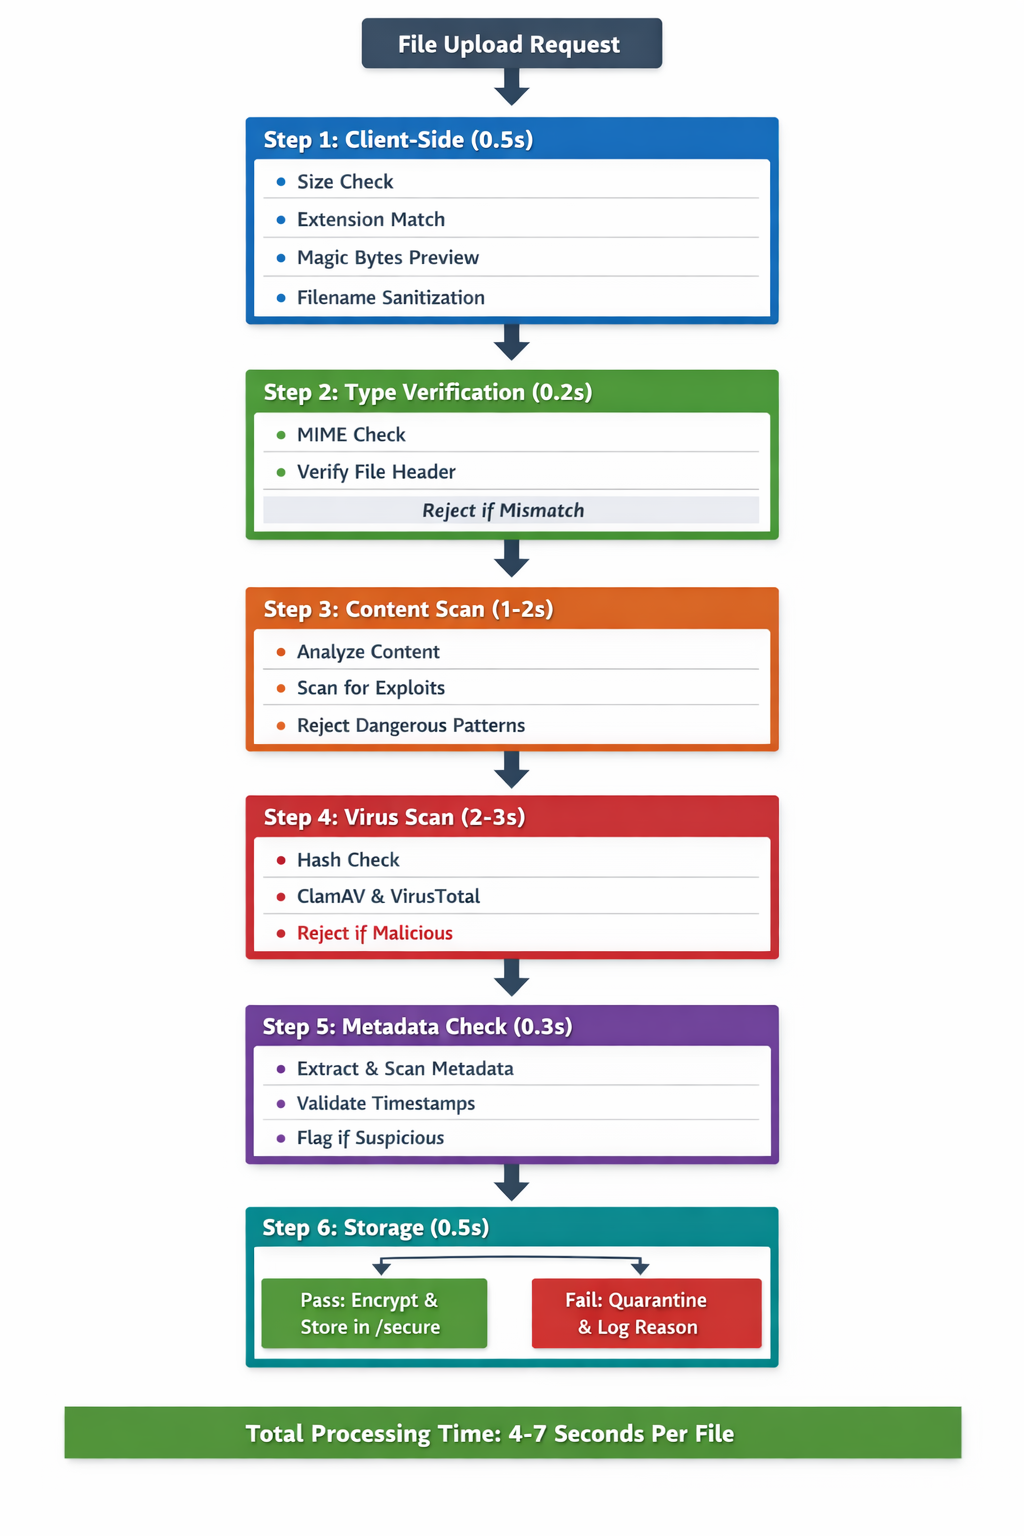 File Upload Request
Step 1: Client-Side (0.5s)
Size Check
Extension Match
Magic Bytes Preview
Filename Sanitization
Step 2: Type Verification (0.2s)
MIME Check
Verify File Header
Reject if Mismatch
Step 3: Content Scan (1-2s)
Analyze Content
Scan for Exploits
Reject Dangerous Patterns
Step 4: Virus Scan (2-3s)
Hash Check
ClamAV & VirusTotal
Reject if Malicious
Step 5: Metadata Check (0.3s)
Extract & Scan Metadata
Validate Timestamps
Flag if Suspicious
Step 6: Storage (0.5s)
Pass: Encrypt &
Store in /secure
Fail: Quarantine
& Log Reason
Total Processing Time: 4-7 Seconds Per File